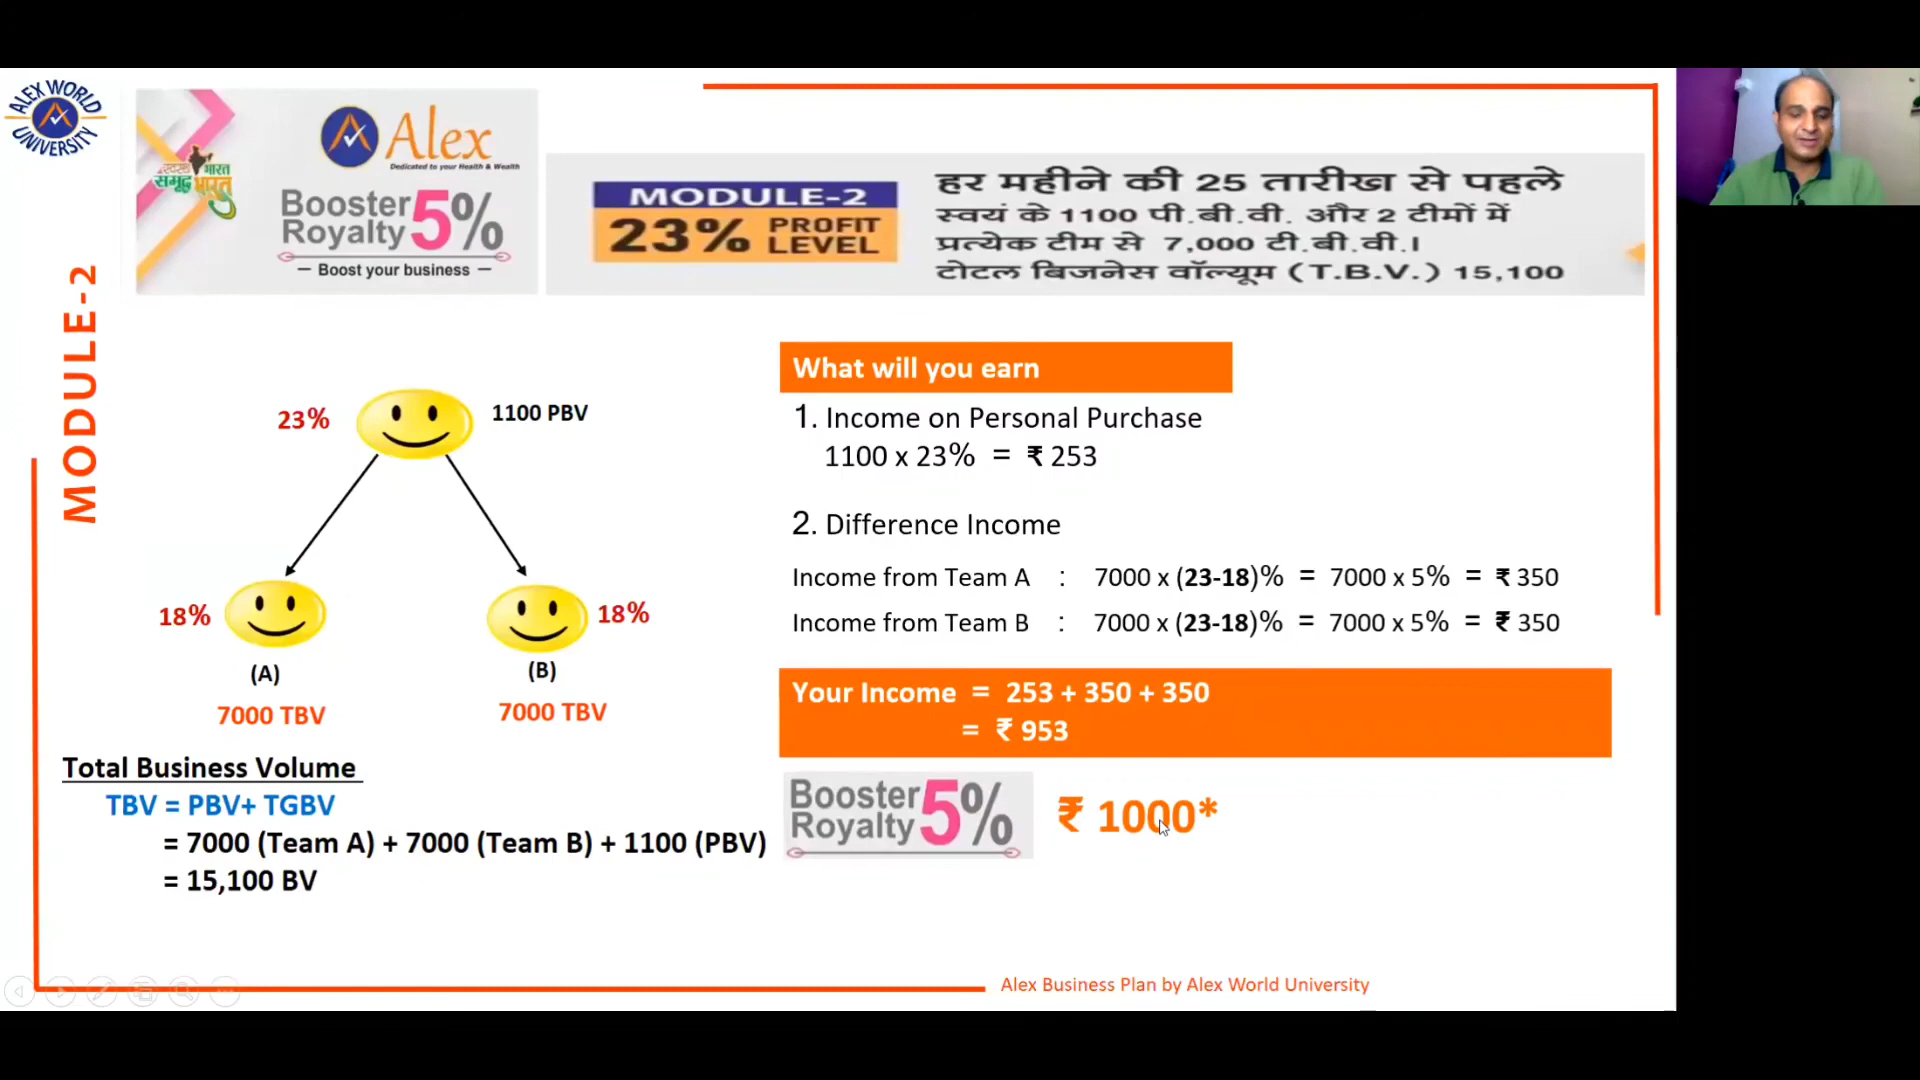 ALEX WORLD
UNIVERSITY
MODULE-2
स्वस्थ भारत
समृद्ध भारत
Alex
Dedicated to your Health & Wealth
Booster
Royalty 5%
— Boost your business —
MODULE-2
23% PROFIT LEVEL
हर महीने की 25 तारीख से पहले
स्वयं के 1100 पी.बी.वी. और 2 टीमों में
प्रत्येक टीम से 7,000 टी.बी.वी.।
टोटल बिजनेस वॉल्यूम (T.B.V.) 15,100
23%
1100 PBV
18%
18%
(A)
(B)
7000 TBV
7000 TBV
Total Business Volume
TBV = PBV+ TGBV
= 7000 (Team A) + 7000 (Team B) + 1100 (PBV)
= 15,100 BV
What will you earn
1. Income on Personal Purchase
1100 x 23% = ₹ 253
2. Difference Income
Income from Team A : 7000 x (23-18)% = 7000 x 5% = ₹ 350
Income from Team B : 7000 x (23-18)% = 7000 x 5% = ₹ 350
Your Income = 253 + 350 + 350
= ₹ 953
Booster
Royalty 5%
₹ 1000*
Alex Business Plan by Alex World University